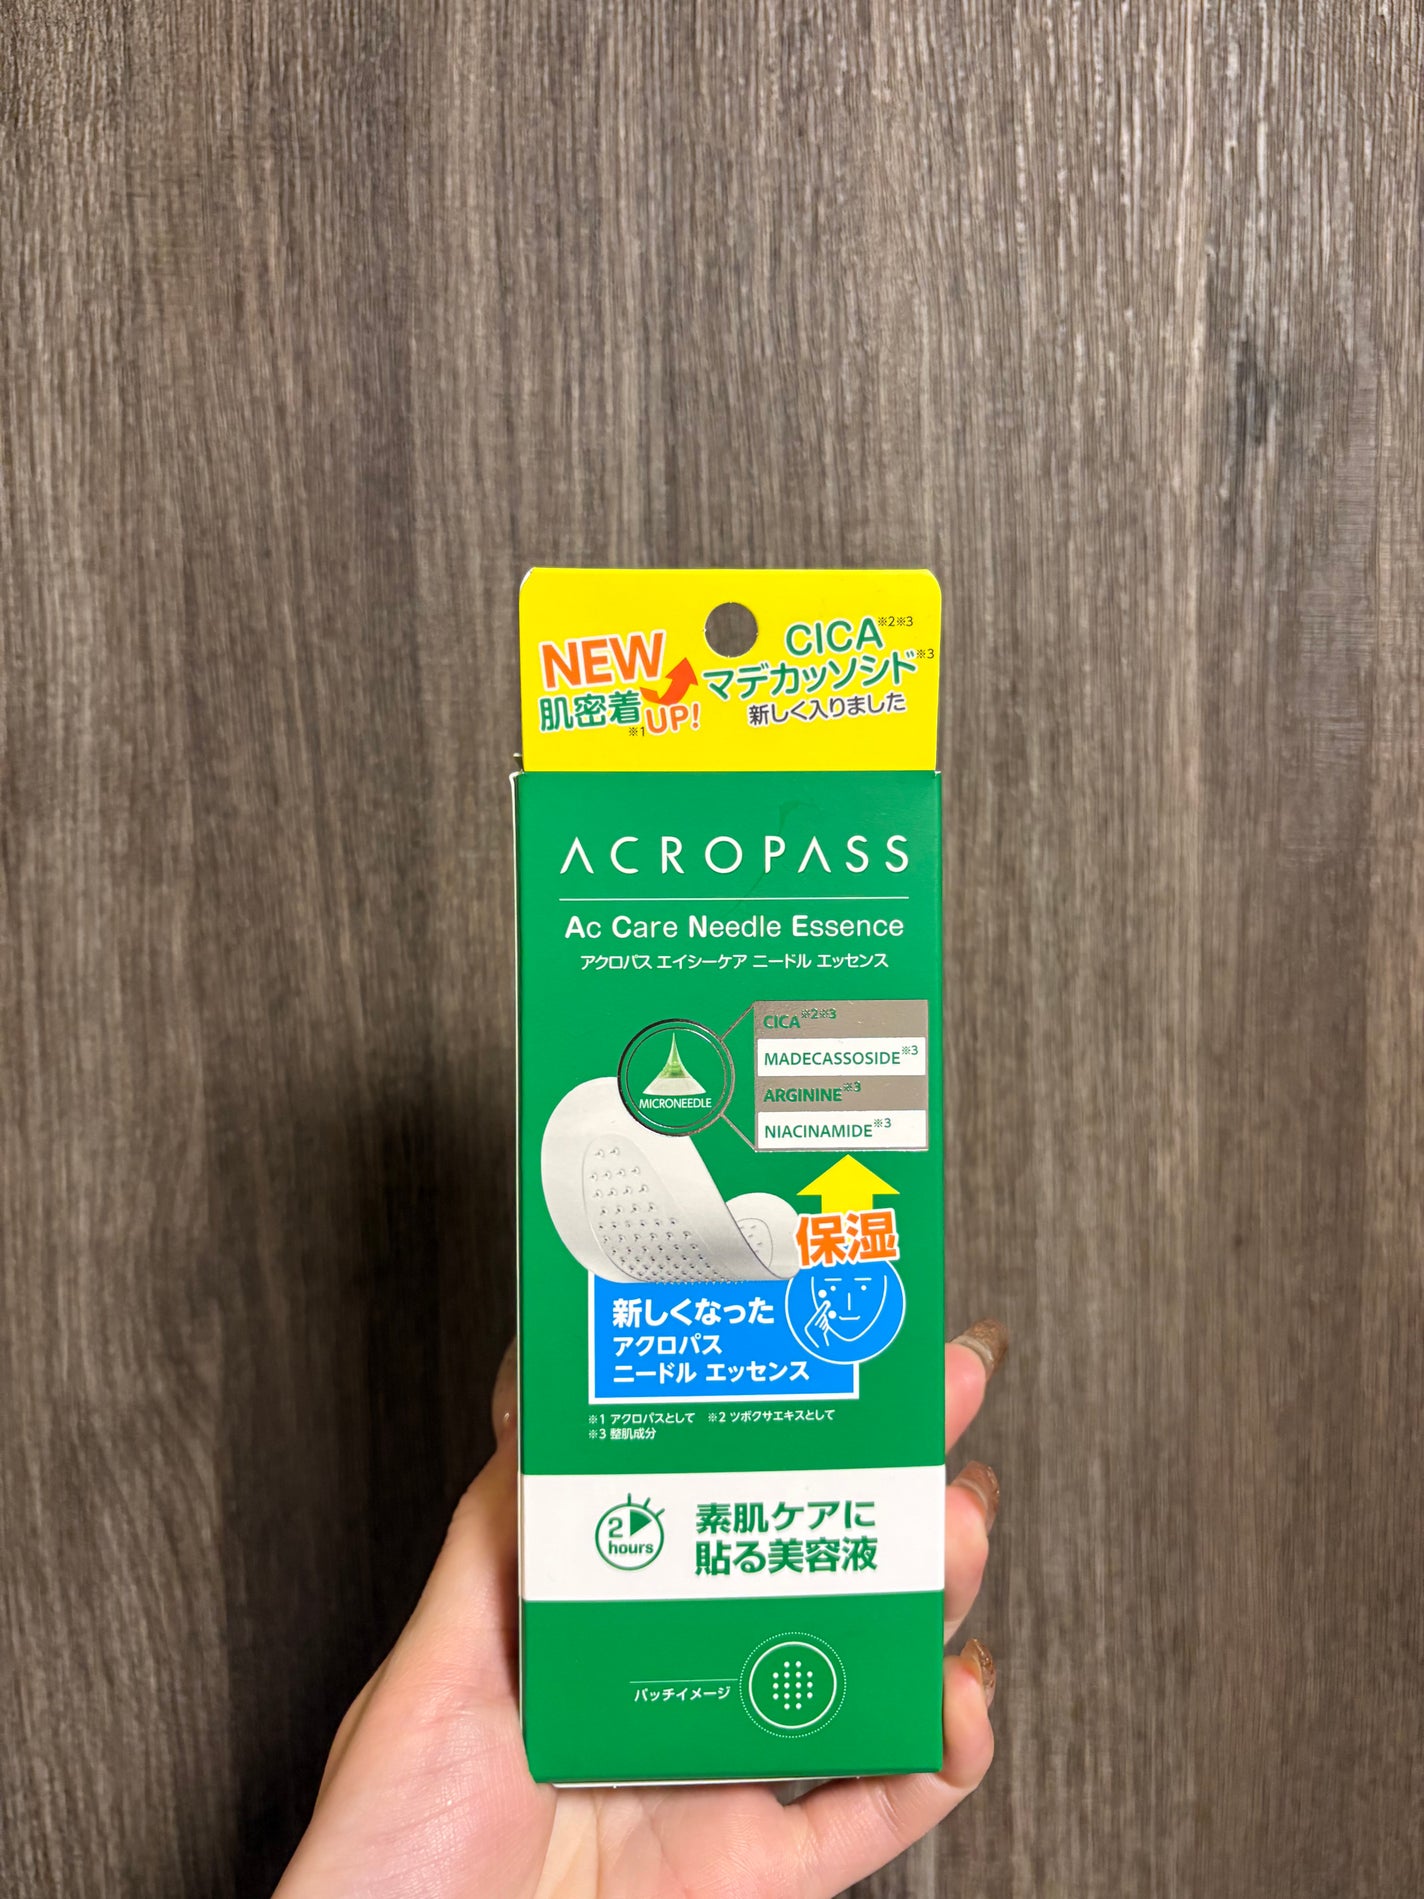 NEW
肌密着※1UP!
CICA※2※3
マデカッソシド※3
新しく入りました
ACROPASS
Ac Care Needle Essence
アクロパス エイシーケア ニードル エッセンス
MICRONEEDLE
CICA※2※3
MADECASSOSIDE※3
ARGININE※3
NIACINAMIDE※3
保湿
新しくなった
アクロパス
ニードル エッセンス
※1 アクロパスとして ※2 ツボクサエキスとして
※3 整肌成分
2
hours
素肌ケアに
貼る美容液
パッチイメージ